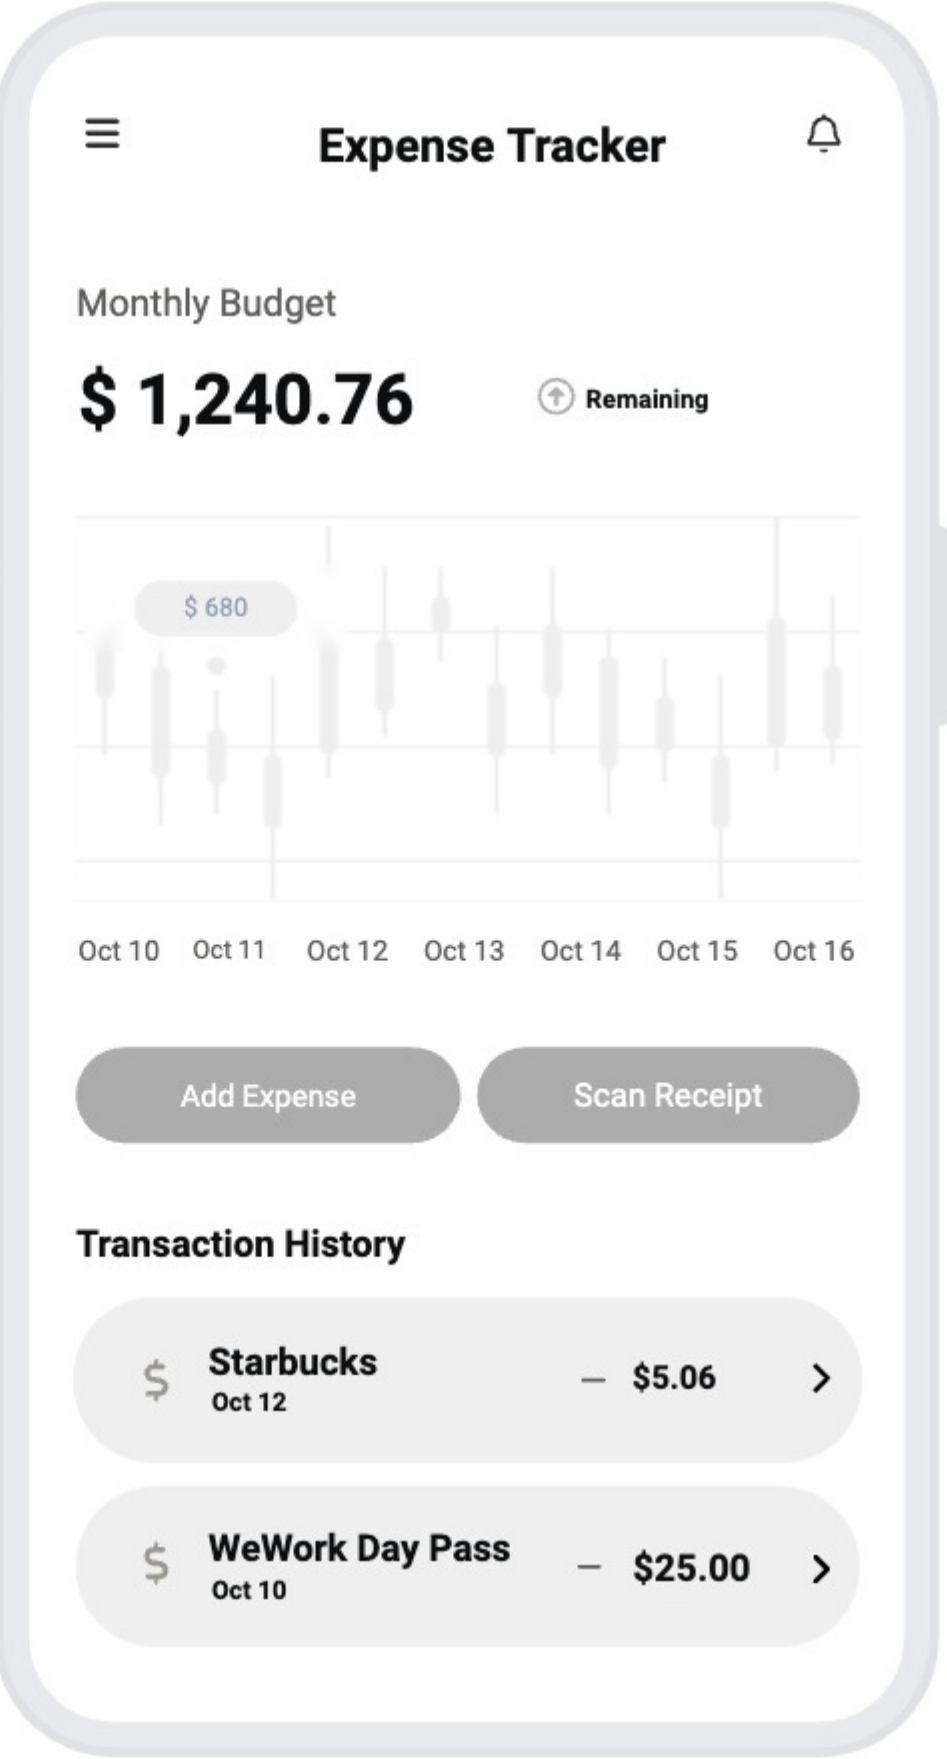 Expense Tracker
Monthly Budget
$ 1,240.76
Remaining
$ 680
Oct 10 Oct 11 Oct 12 Oct 13 Oct 14 Oct 15 Oct 16
Add Expense Scan Receipt
Transaction History
$ Starbucks — $5.06
Oct 12
$ WeWork Day Pass — $25.00
Oct 10